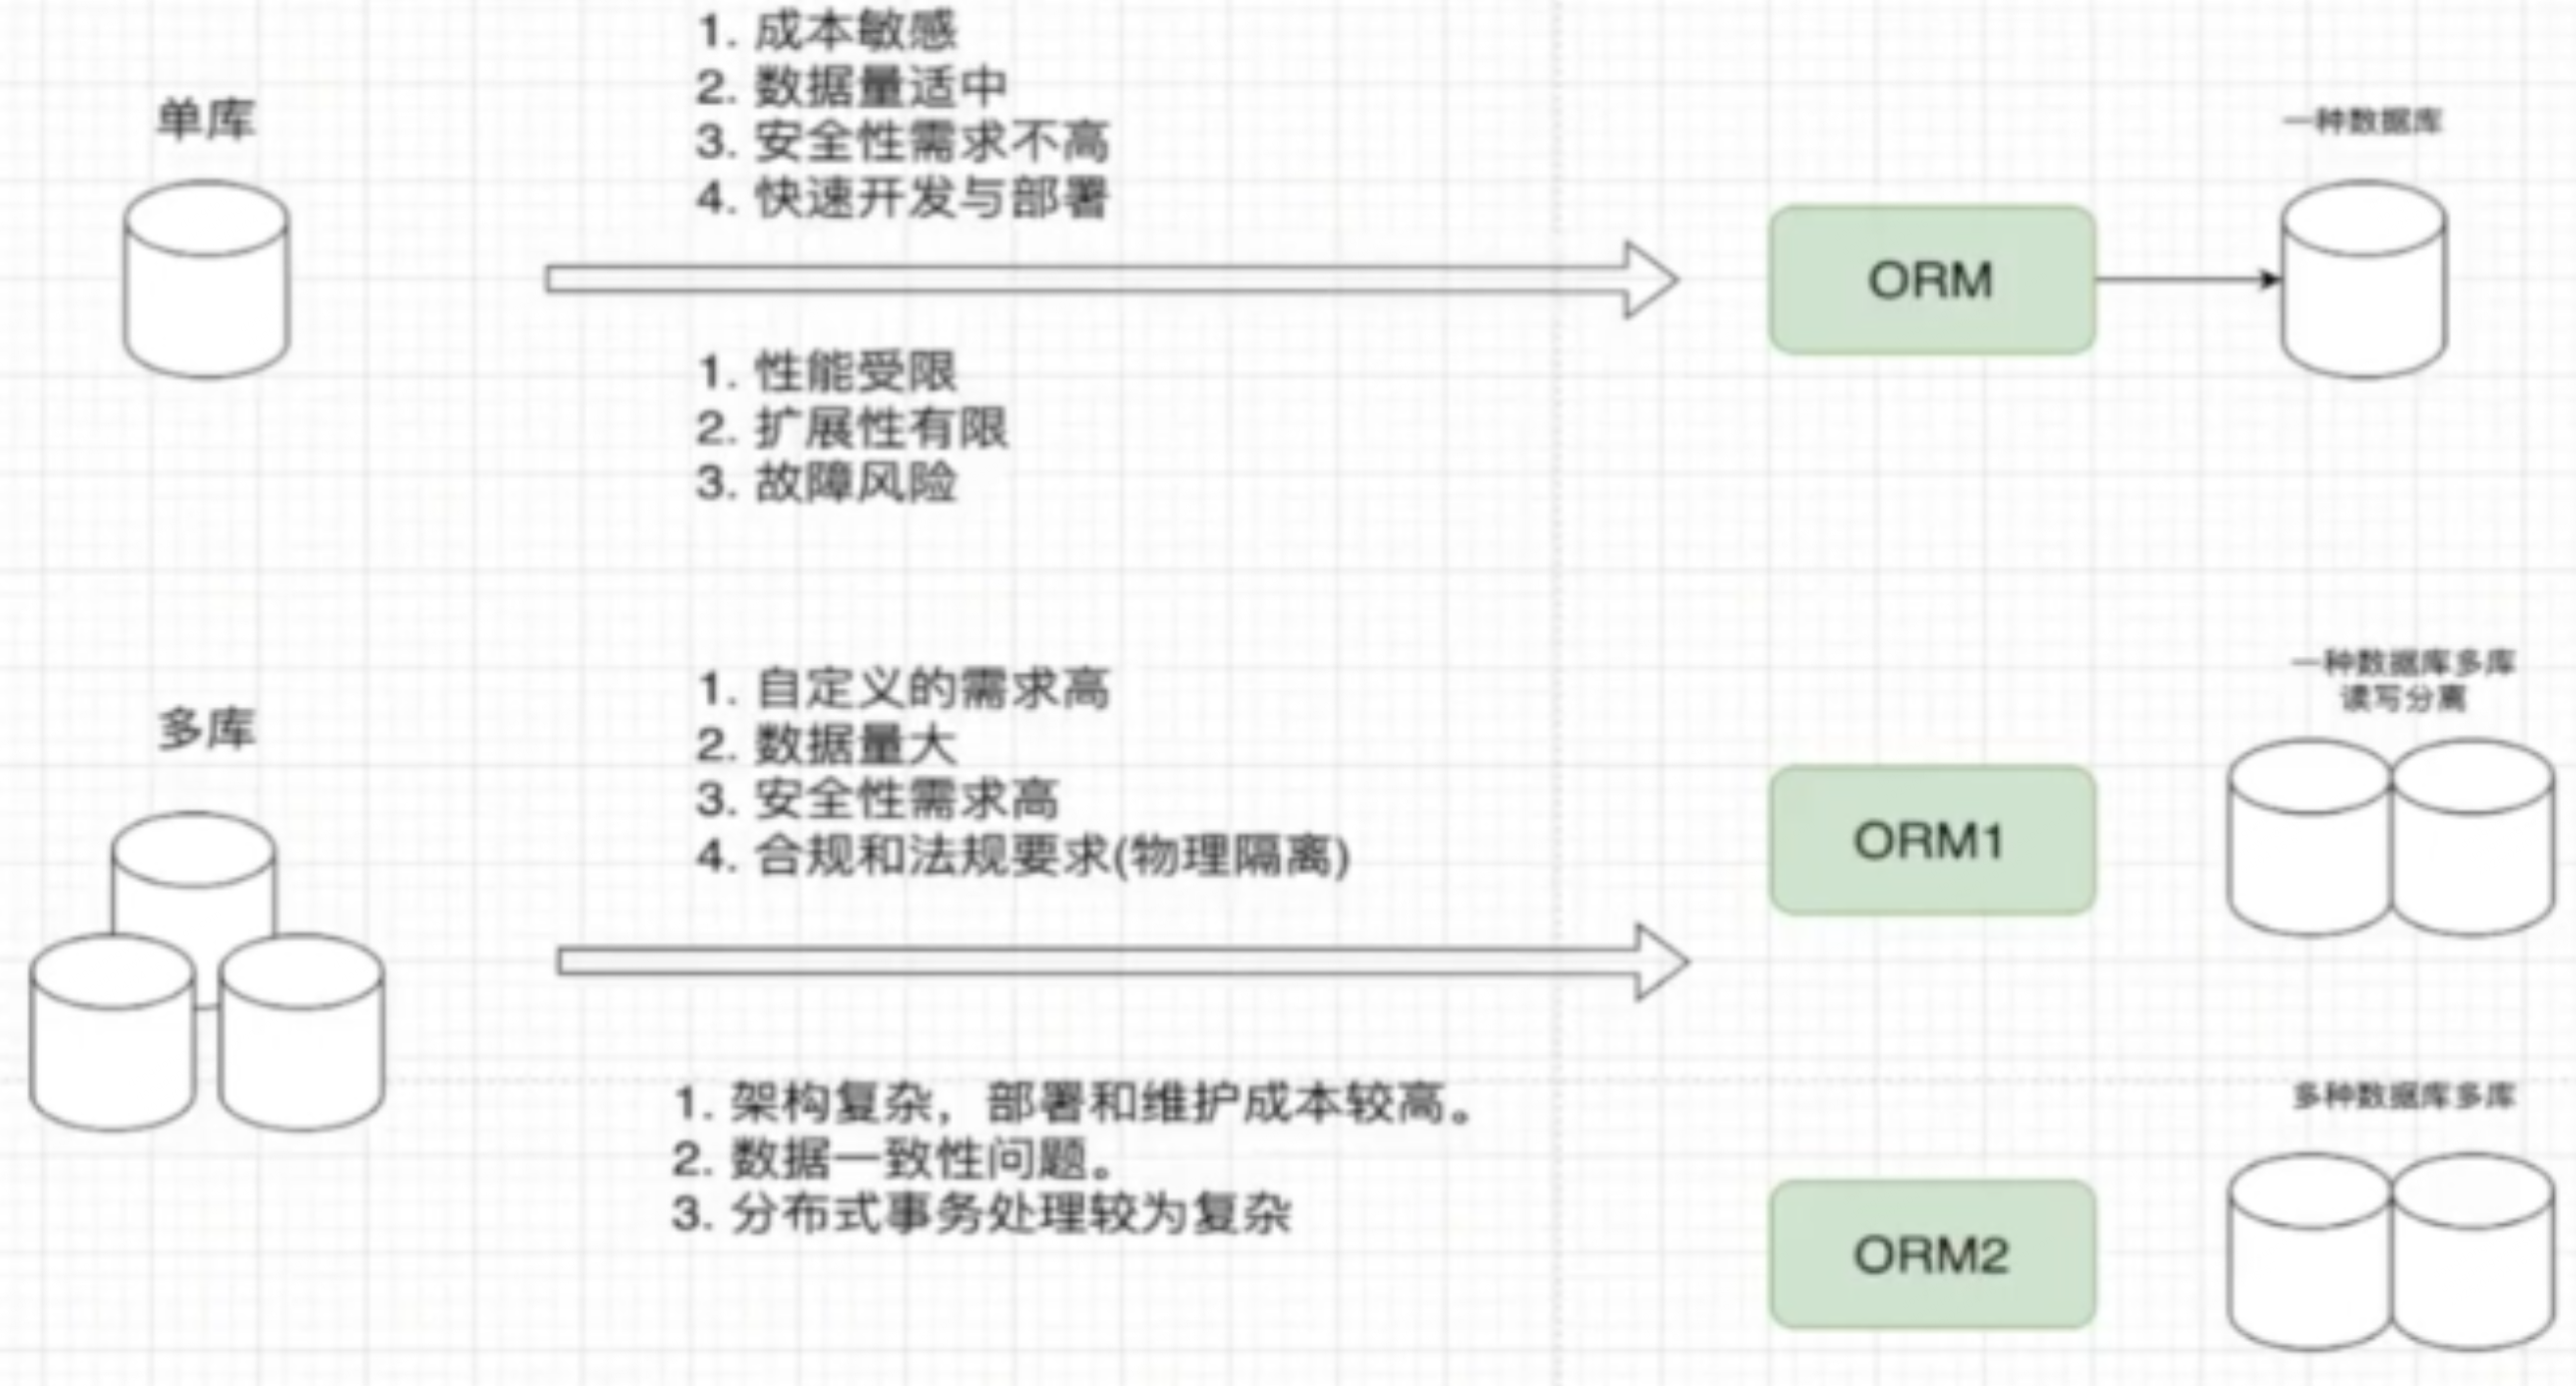 单库
1. 成本敏感
2. 数据量适中
3. 安全性需求不高
4. 快速开发与部署
1. 性能受限
2. 扩展性有限
3. 故障风险
ORM
一种数据库
多库
1. 自定义的需求高
2. 数据量大
3. 安全性需求高
4. 合规和法规要求(物理隔离)
1. 架构复杂，部署和维护成本较高。
2. 数据一致性问题。
3. 分布式事务处理较为复杂
ORM1
一种数据库多库
读写分离
ORM2
多种数据库多库